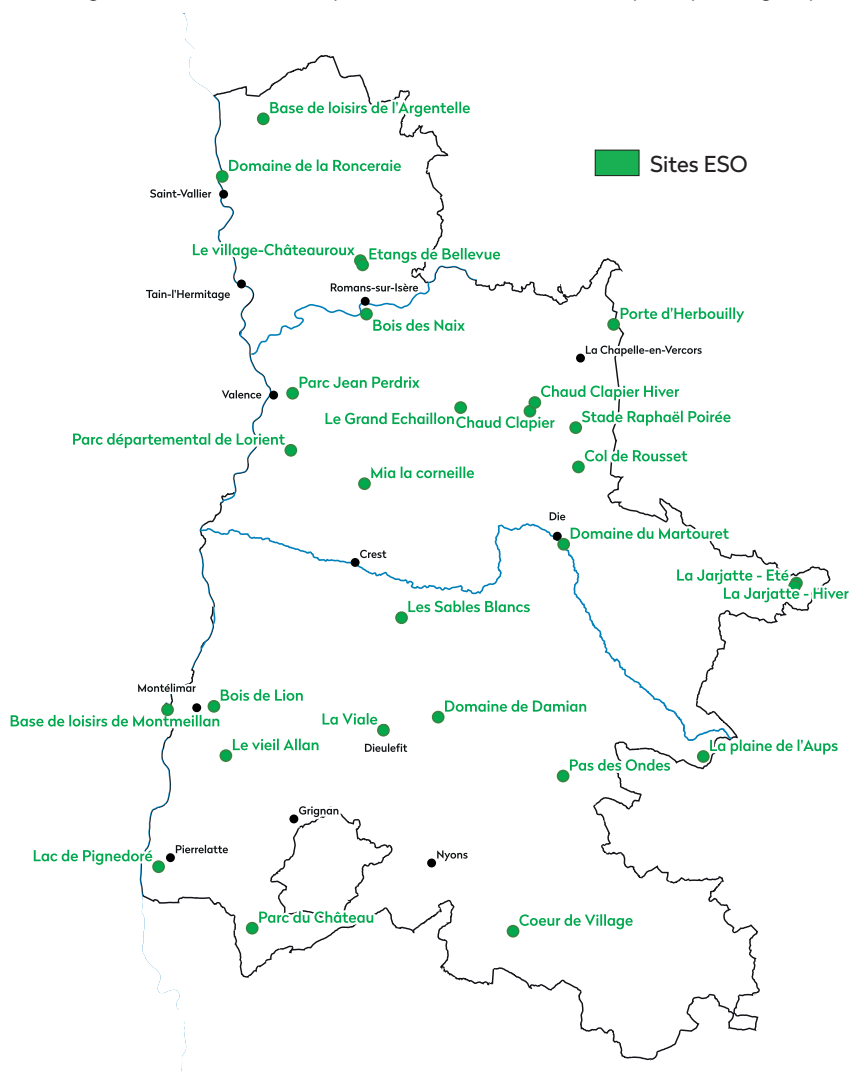 Base de loisirs de l'Argentelle
Sites ESO
Domaine de la Ronceraie
Saint-Vallier
Le village-Châteauroux
Etangs de Bellevue
Romans-sur-Isère
Tain-l'Hermitage
Porte d'Herbouilly
Bois des Naix
La Chapelle-en-Vercors
Parc Jean Perdrix
Valence
Chaud Clapier Hiver
Le Grand Echaillon
Chaud Clapier
Stade Raphaël Poirée
Parc départemental de Lorient
Col de Rousset
Mia la corneille
Die
Domaine du Martouret
Crest
La Jarjatte - Eté
La Jarjatte - Hiver
Les Sables Blancs
Montélimar
Bois de Lion
Base de loisirs de Montmeillan
La Viale
Domaine de Damian
Le vieil Allan
Dieulefit
La plaine de l'Aups
Pas des Ondes
Grignan
Pierrelatte
Lac de Pignedoré
Nyons
Parc du Château
Coeur de Village